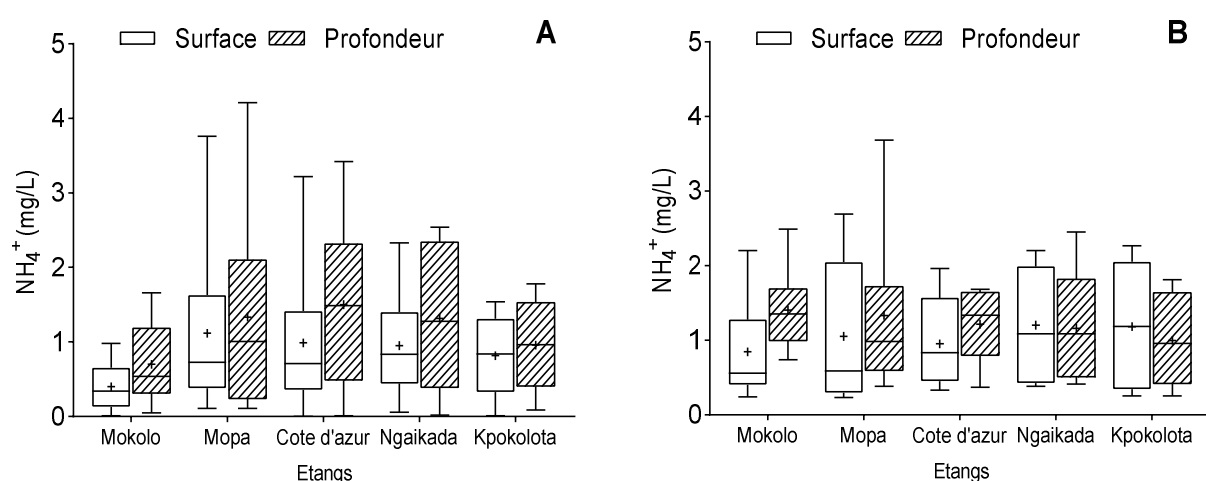 Surface Profondeur A
5
4
3
2
1
0
NH4+ (mg/L)
Mokolo Mopa Cote d'azur Ngaikada Kpokolota
Etangs
Surface Profondeur B
5
4
3
2
1
0
NH4+ (mg/L)
Mokolo Mopa Cote d'azur Ngaikada Kpokolota
Etangs